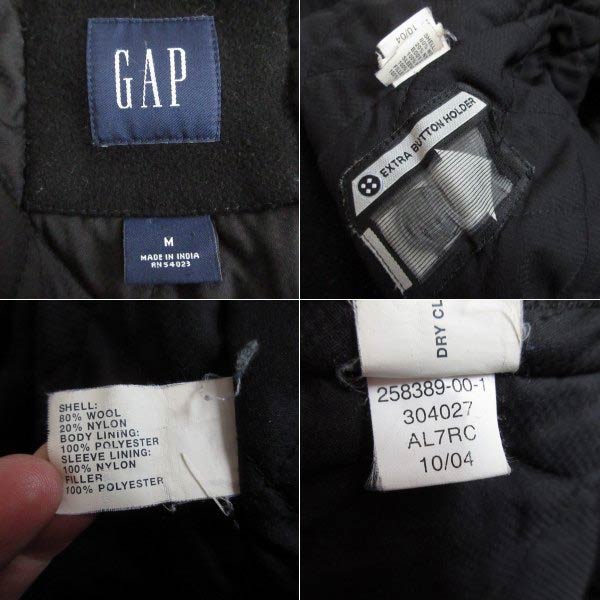 GAP
M
MADE IN INDIA
RN 54023
10/04
SHELL:
EXTRA BUTTON HOLDER
SHELL:
80% WOOL
20% NYLON
BODY LINING:
100% POLYESTER
SLEEVE LINING:
100% NYLON
FILLER
100% POLYESTER
DRY CL
258389-00-1
304027
AL7RC
10/04